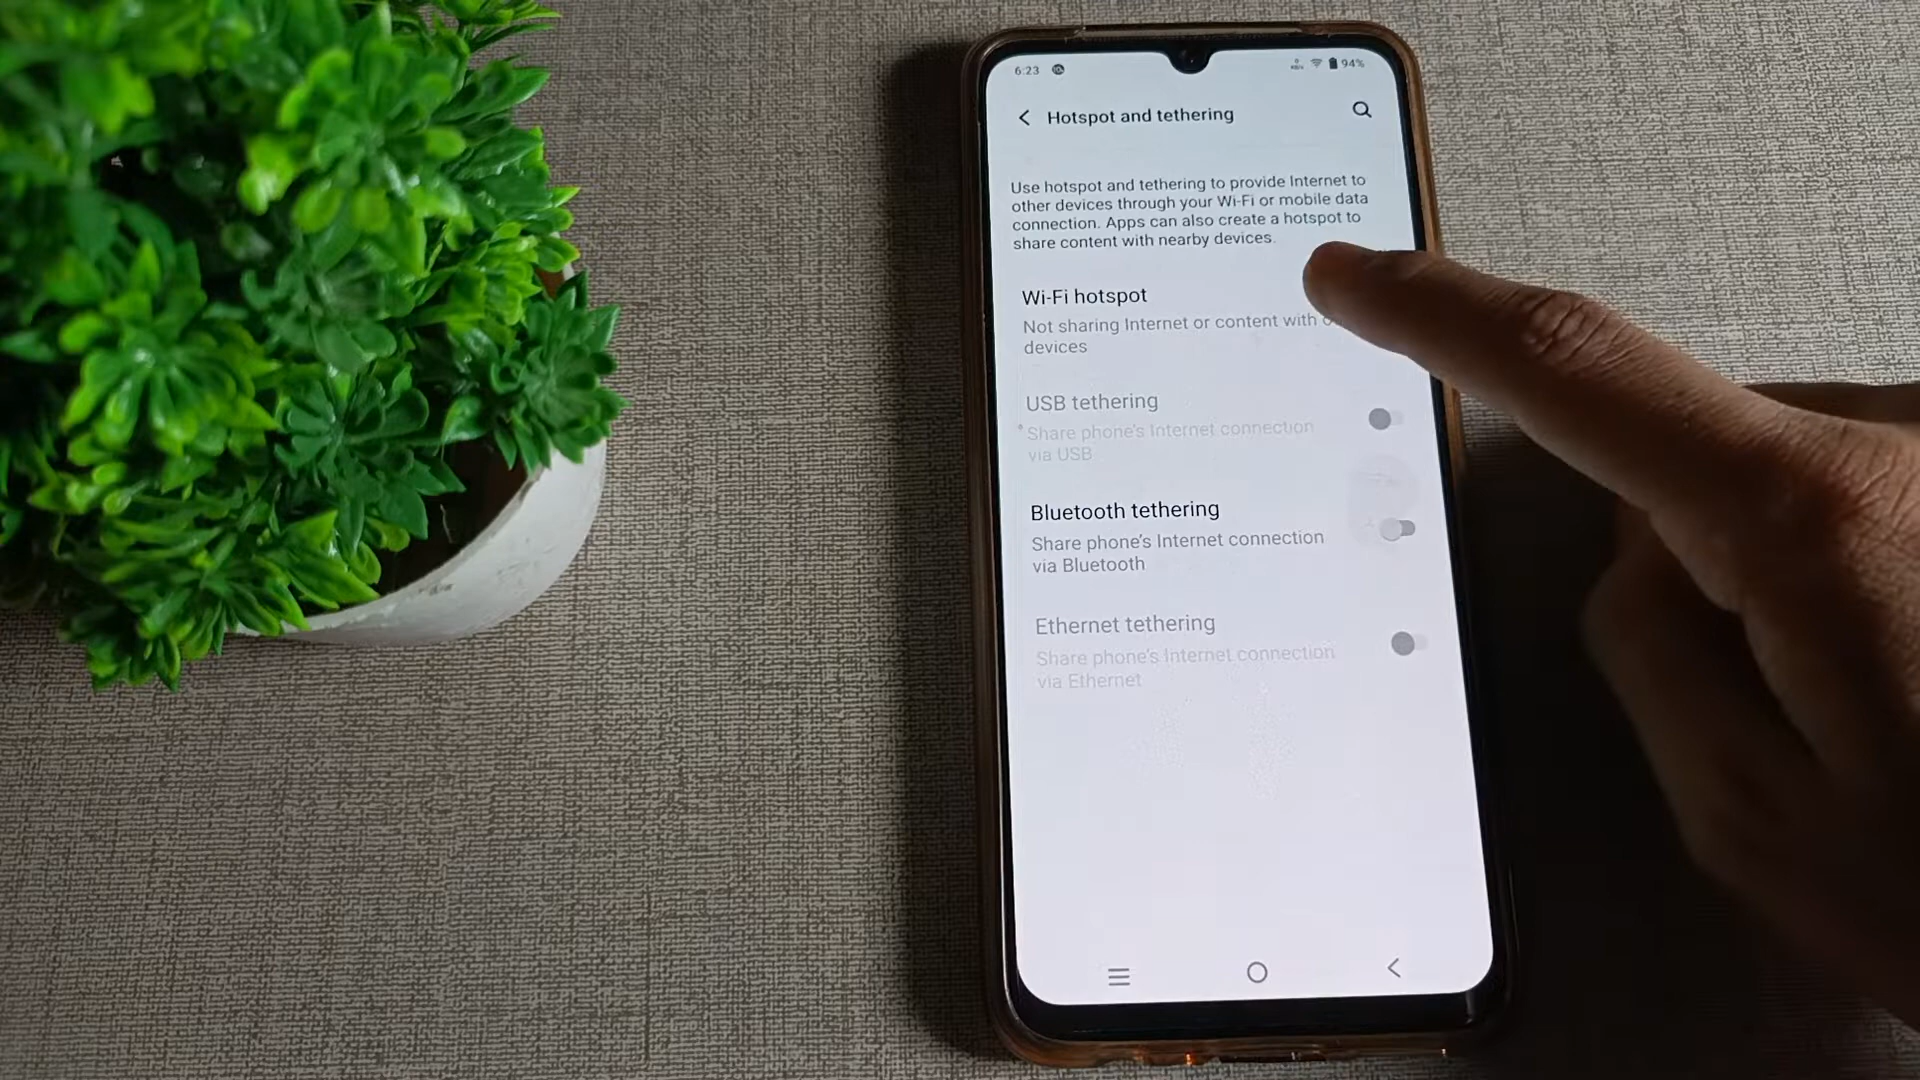 6:23
94%
Hotspot and tethering
Use hotspot and tethering to provide Internet to
other devices through your Wi-Fi or mobile data
connection. Apps can also create a hotspot to
share content with nearby devices.
Wi-Fi hotspot
Not sharing Internet or content with
devices
USB tethering
Share phone's Internet connection
via USB
Bluetooth tethering
Share phone's Internet connection
via Bluetooth
Ethernet tethering
Share phone's Internet connection
via Ethernet